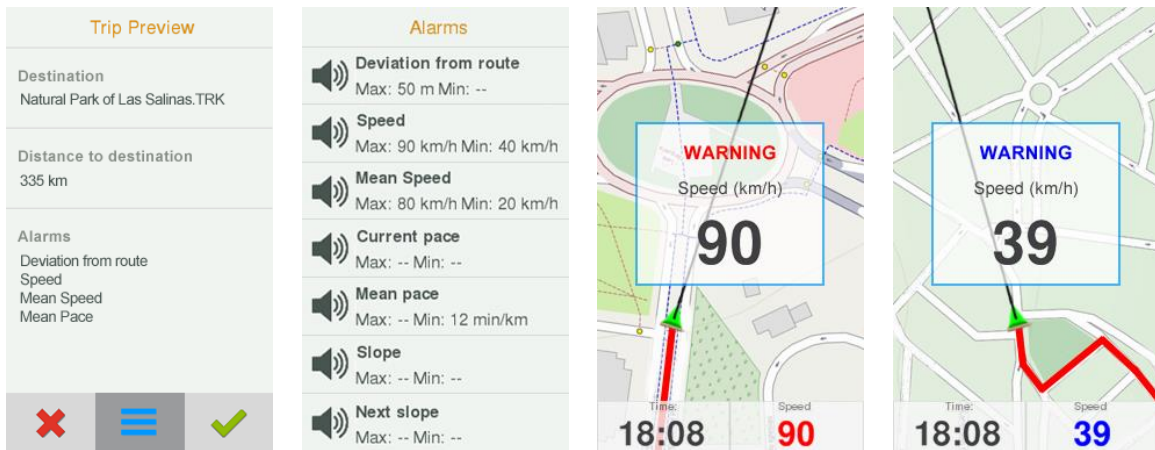 Trip Preview
Destination
Natural Park of Las Salinas.TRK
Distance to destination
335 km
Alarms
Deviation from route
Speed
Mean Speed
Mean Pace
Alarms
Deviation from route
Max: 50 m Min: --
Speed
Max: 90 km/h Min: 40 km/h
Mean Speed
Max: 80 km/h Min: 20 km/h
Current pace
Max: -- Min: --
Mean pace
Max: -- Min: 12 min/km
Slope
Max: -- Min: --
Next slope
Max: -- Min: --
WARNING
Speed (km/h)
90
Time:
18:08
Speed
90
WARNING
Speed (km/h)
39
Time:
18:08
Speed
39